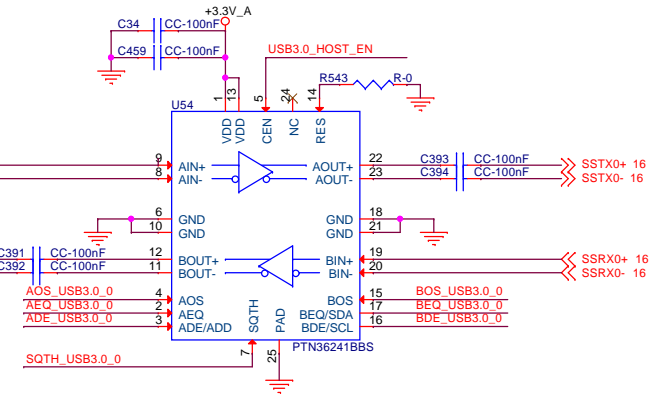 +3.3V_A
C34 CC-100nF
C459 CC-100nF
USB3.0_HOST_EN
R543 R-0
1 13 5 24 14
U54
VDD VDD CEN NC RES
9 AIN+ AOUT+ 22 C393 CC-100nF SSTX0+ 16
8 AIN- AOUT- 23 C394 CC-100nF SSTX0- 16
6 GND GND 18
10 GND GND 21
C391 CC-100nF 12 BOUT+ BIN+ 19 SSRX0+ 16
C392 CC-100nF 11 BOUT- BIN- 20 SSRX0- 16
AOS_USB3.0_0 4 AOS BOS 15 BOS_USB3.0_0
AEQ_USB3.0_0 2 AEQ BEQ/SDA 17 BEQ_USB3.0_0
ADE_USB3.0_0 3 ADE/ADD BDE/SCL 16 BDE_USB3.0_0
SQTH PAD
PTN36241BBS
SQTH_USB3.0_0 7 25